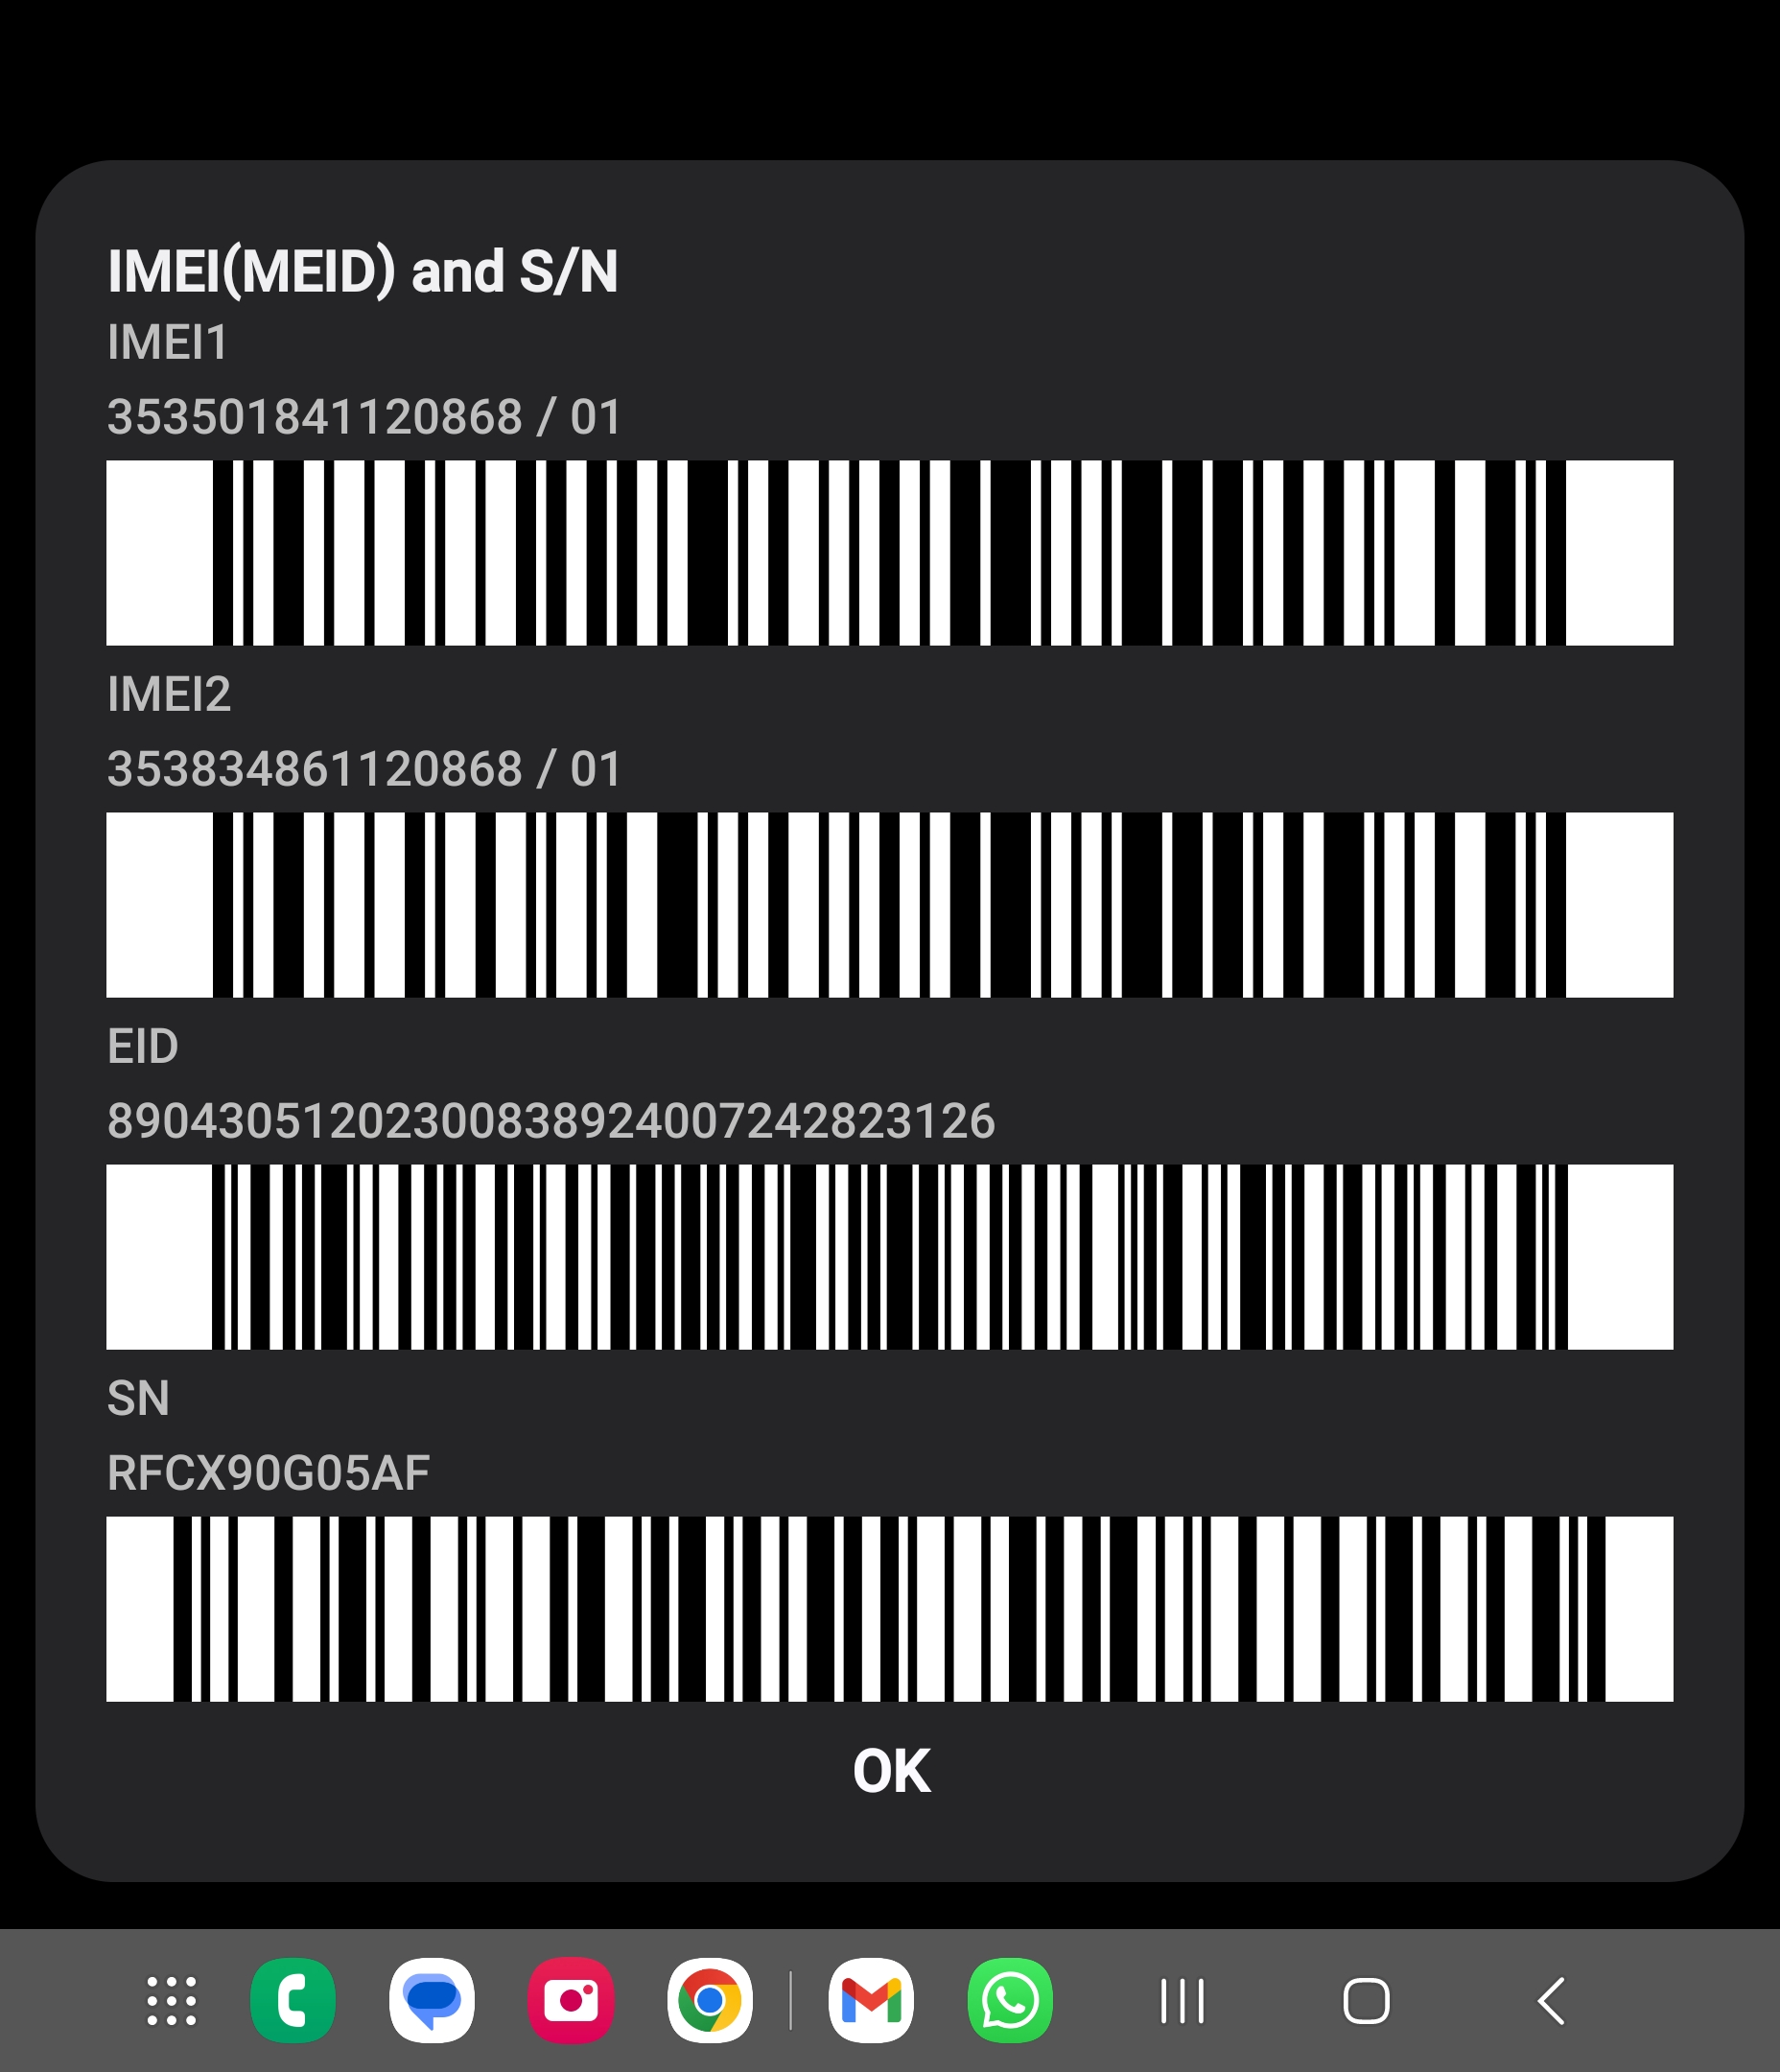 IMEI(MEID) and S/N
IMEI1
353501841120868 / 01
IMEI2
353834861120868 / 01
EID
89043051202300838924007242823126
SN
RFCX90G05AF
OK